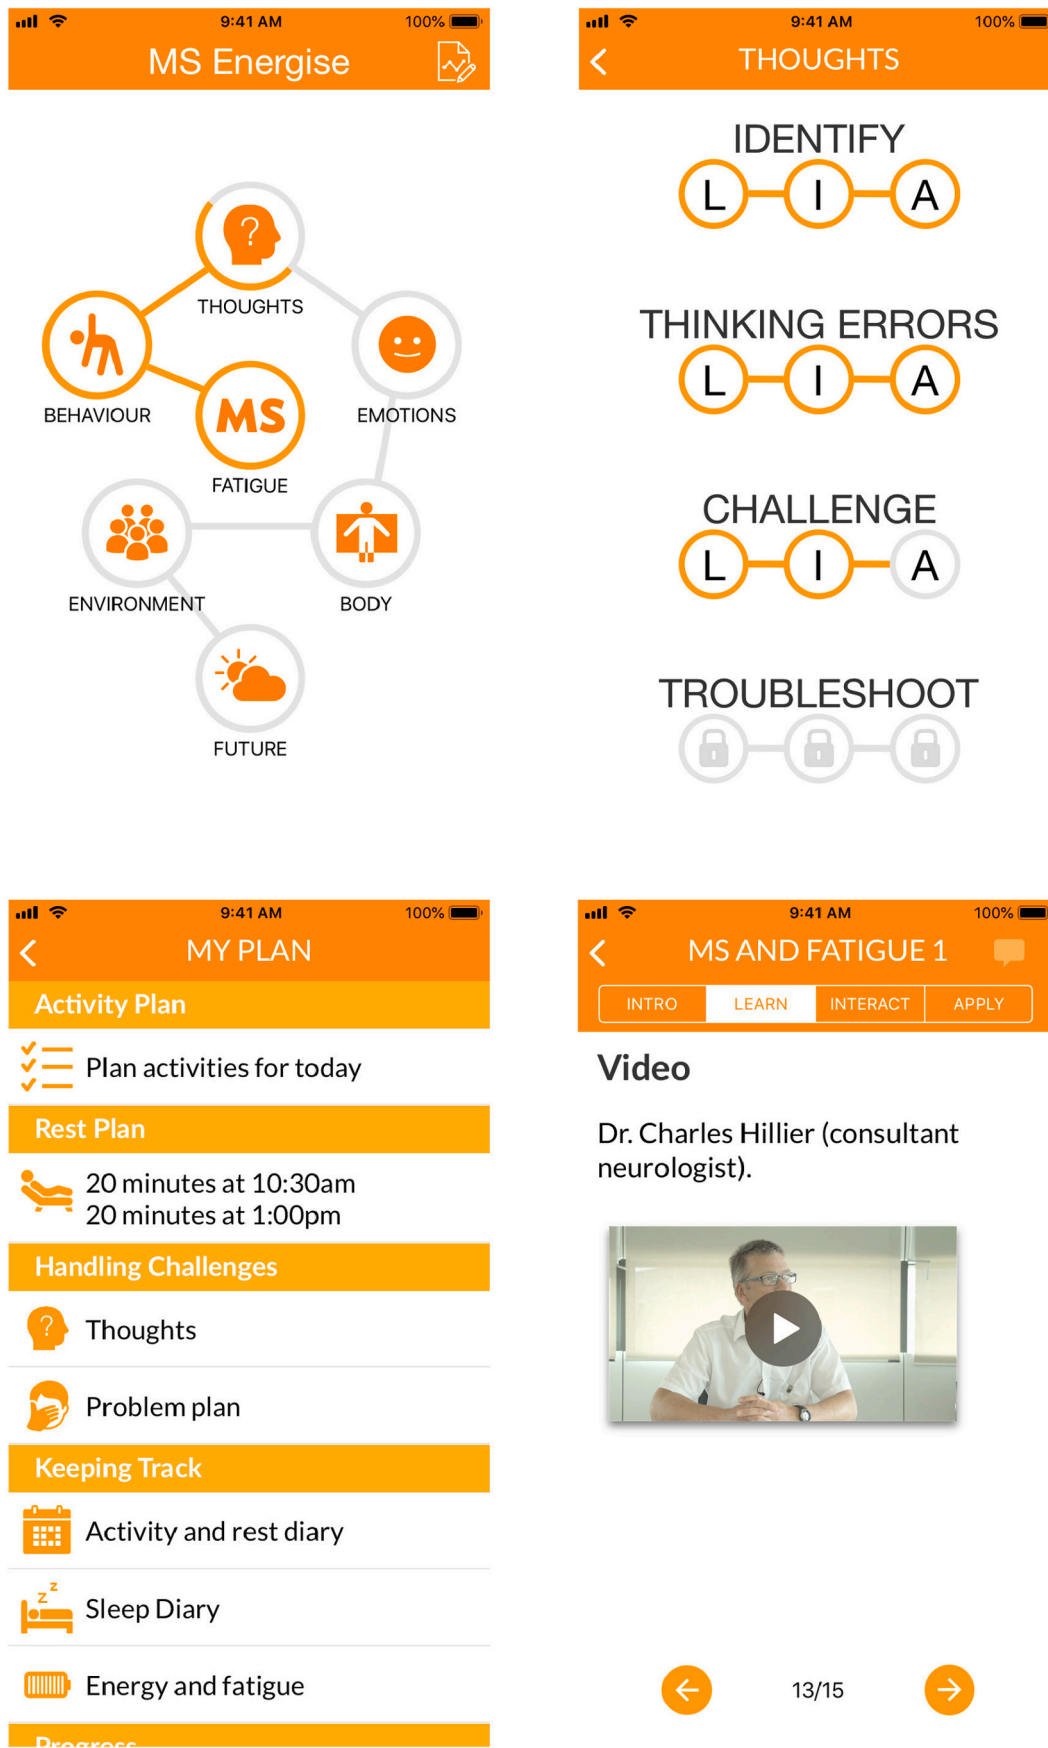 9:41 AM
100%
MS Energise
?
THOUGHTS
BEHAVIOUR
MS
EMOTIONS
FATIGUE
ENVIRONMENT
BODY
FUTURE
9:41 AM
100%
THOUGHTS
IDENTIFY
L I A
THINKING ERRORS
L I A
CHALLENGE
L I A
TROUBLESHOOT
9:41 AM
100%
MY PLAN
Activity Plan
Plan activities for today
Rest Plan
20 minutes at 10:30am
20 minutes at 1:00pm
Handling Challenges
?
Thoughts
Problem plan
Keeping Track
Activity and rest diary
z z
Sleep Diary
Energy and fatigue
Progress
9:41 AM
100%
MS AND FATIGUE 1
INTRO LEARN INTERACT APPLY
Video
Dr. Charles Hillier (consultant
neurologist).
13/15